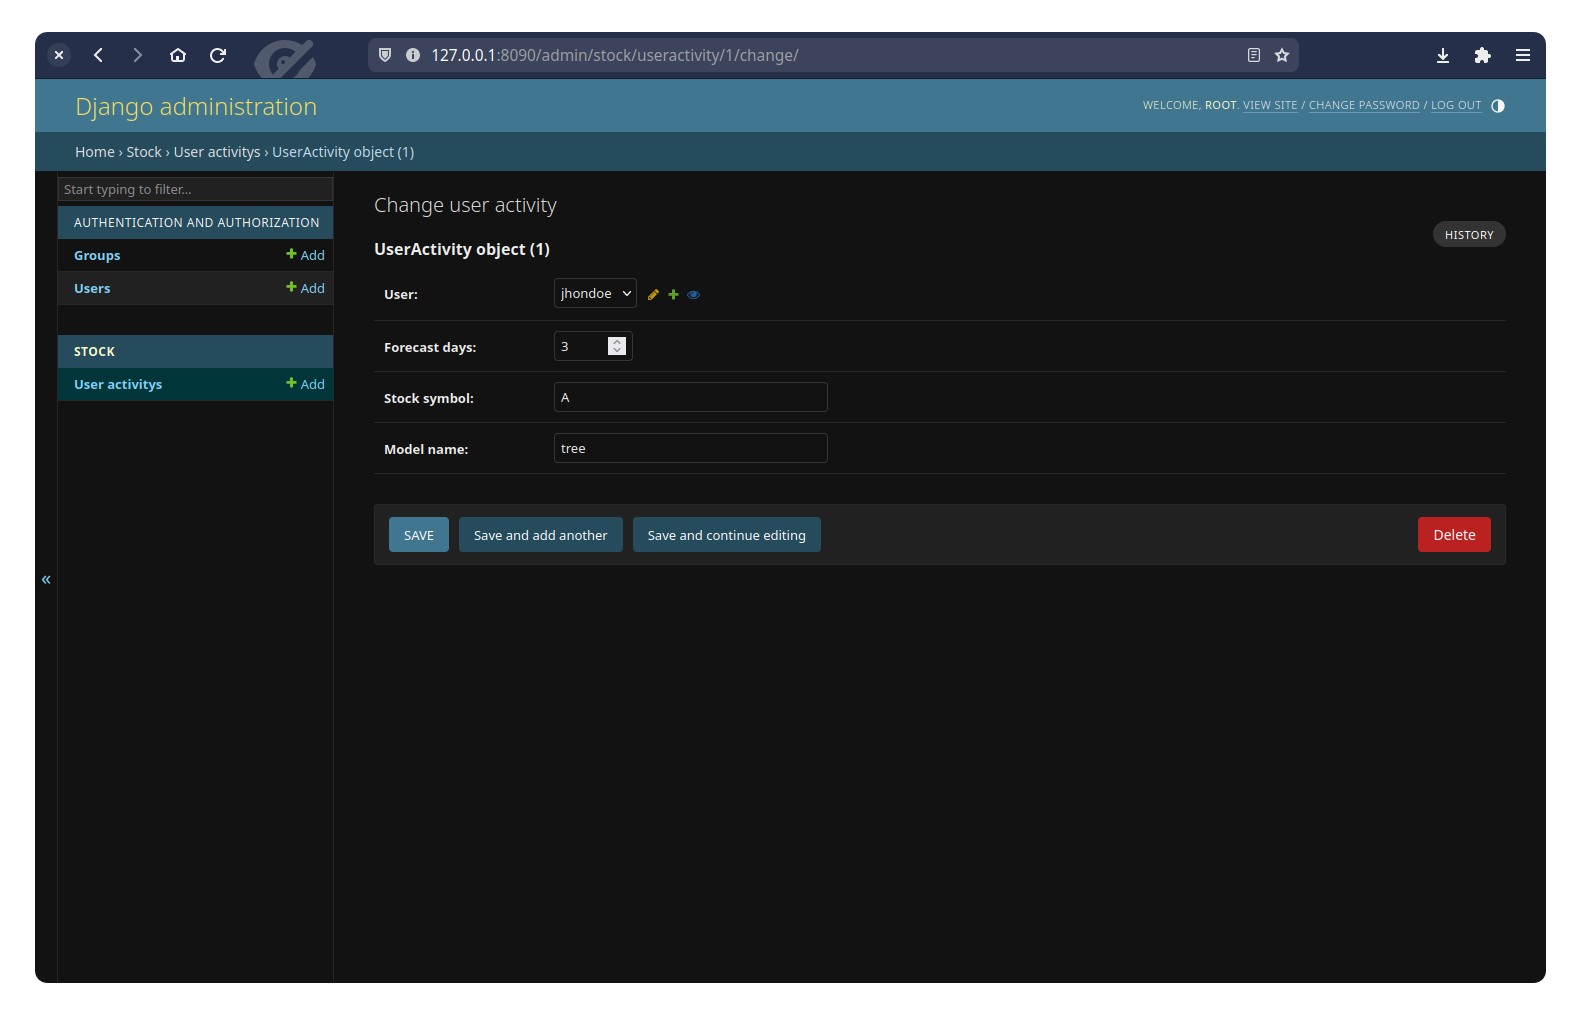 127.0.0.1:8090/admin/stock/useractivity/1/change/
Django administration
WELCOME, ROOT. VIEW SITE / CHANGE PASSWORD / LOG OUT
Home › Stock › User activitys › UserActivity object (1)
Start typing to filter...
AUTHENTICATION AND AUTHORIZATION
Groups + Add
Users + Add
STOCK
User activitys + Add
«
Change user activity
HISTORY
UserActivity object (1)
User: jhondoe
Forecast days: 3
Stock symbol: A
Model name: tree
SAVE Save and add another Save and continue editing Delete